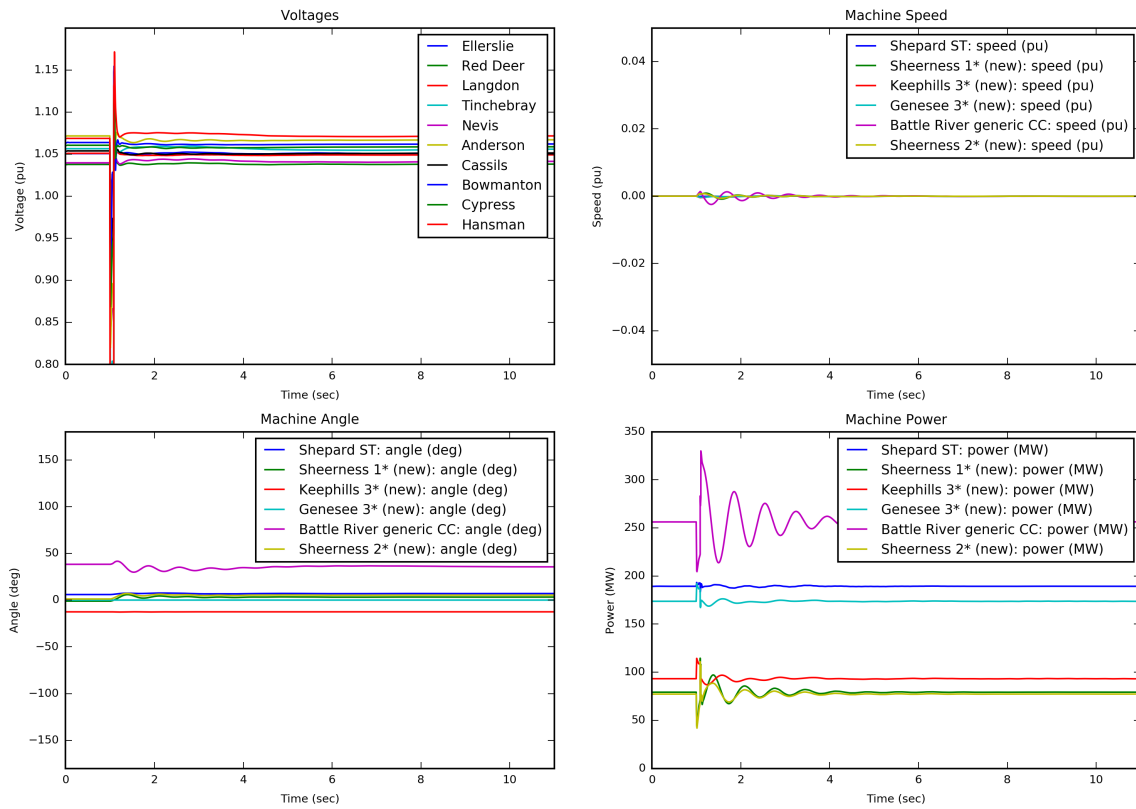 Voltages
1.15
1.10
1.05
1.00
0.95
0.90
0.85
0.80
Voltage (pu)
0
2
4
6
8
10
Time (sec)
Ellerslie
Red Deer
Langdon
Tinchebray
Nevis
Anderson
Cassils
Bowmanton
Cypress
Hansman
Machine Speed
0.04
0.02
0.00
−0.02
−0.04
Speed (pu)
0
2
4
6
8
10
Time (sec)
Shepard ST: speed (pu)
Sheerness 1* (new): speed (pu)
Keephills 3* (new): speed (pu)
Genesee 3* (new): speed (pu)
Battle River generic CC: speed (pu)
Sheerness 2* (new): speed (pu)
Machine Angle
150
100
50
0
−50
−100
−150
Angle (deg)
0
2
4
6
8
10
Time (sec)
Shepard ST: angle (deg)
Sheerness 1* (new): angle (deg)
Keephills 3* (new): angle (deg)
Genesee 3* (new): angle (deg)
Battle River generic CC: angle (deg)
Sheerness 2* (new): angle (deg)
Machine Power
350
300
250
200
150
100
50
0
Power (MW)
0
2
4
6
8
10
Time (sec)
Shepard ST: power (MW)
Sheerness 1* (new): power (MW)
Keephills 3* (new): power (MW)
Genesee 3* (new): power (MW)
Battle River generic CC: power (MW)
Sheerness 2* (new): power (MW)